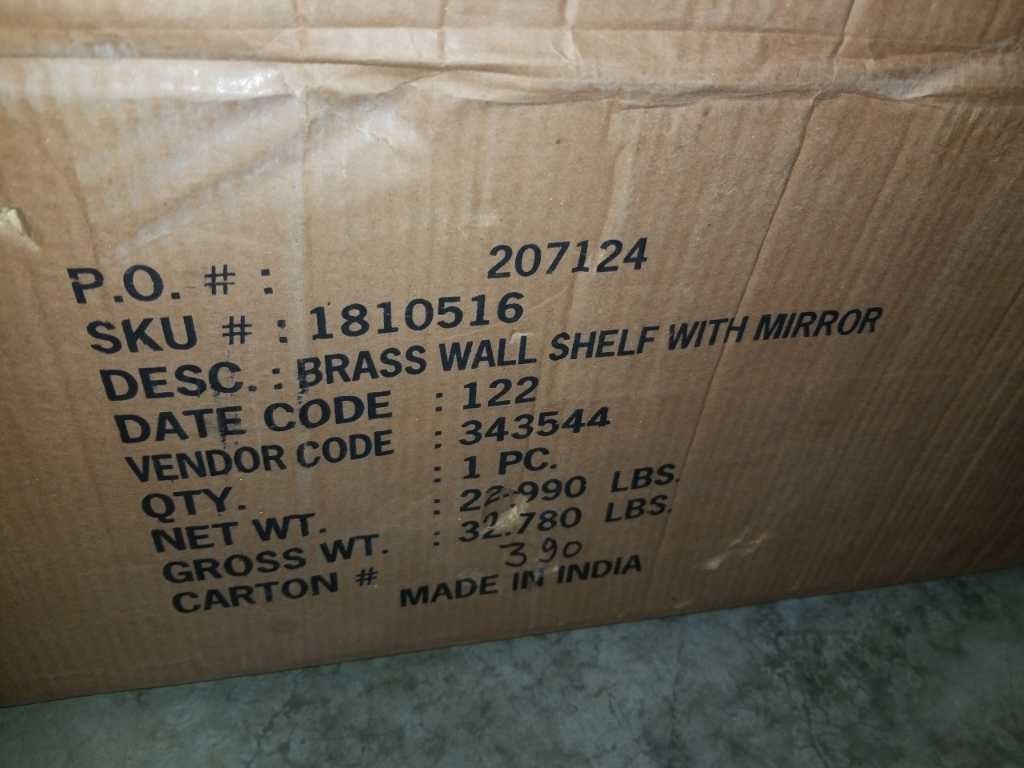 P.O. # : 207124
SKU # : 1810516
DESC. : BRASS WALL SHELF WITH MIRROR
DATE CODE : 122
VENDOR CODE : 343544
QTY. : 1 PC.
NET WT. : 22.990 LBS.
GROSS WT. : 32.780 LBS.
CARTON # 390
MADE IN INDIA